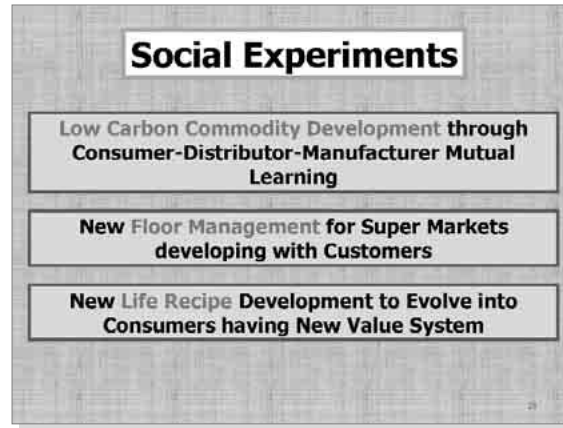 Social Experiments
Low Carbon Commodity Development through
Consumer-Distributor-Manufacturer Mutual
Learning
New Floor Management for Super Markets
developing with Customers
New Life Recipe Development to Evolve into
Consumers having New Value System